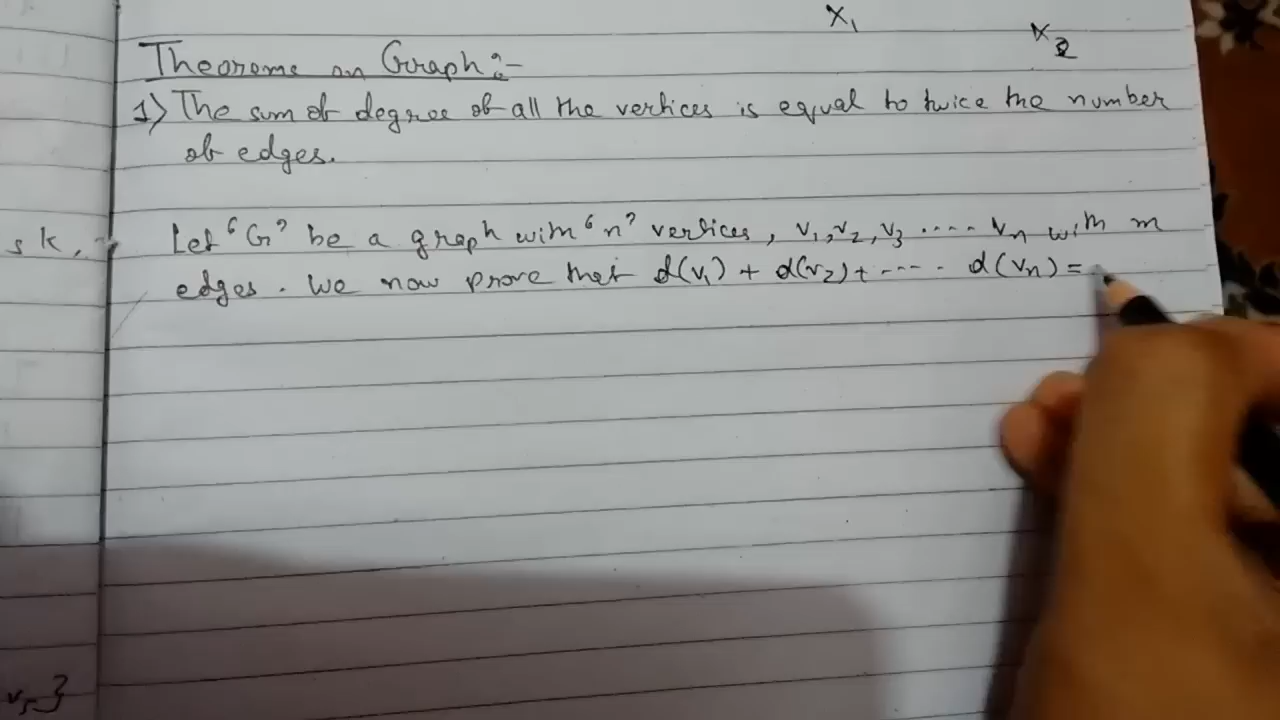 x₁
x₂
Theorems on Graph:-
1) The sum of degree of all the vertices is equal to twice the number
of edges.
Let 'G' be a graph with 'n' vertices, v₁,v₂,v₃ ..... vₙ with m
edges. We now prove that d(v₁) + d(v₂)+ ..... d(vₙ) =
s k,
v₅}